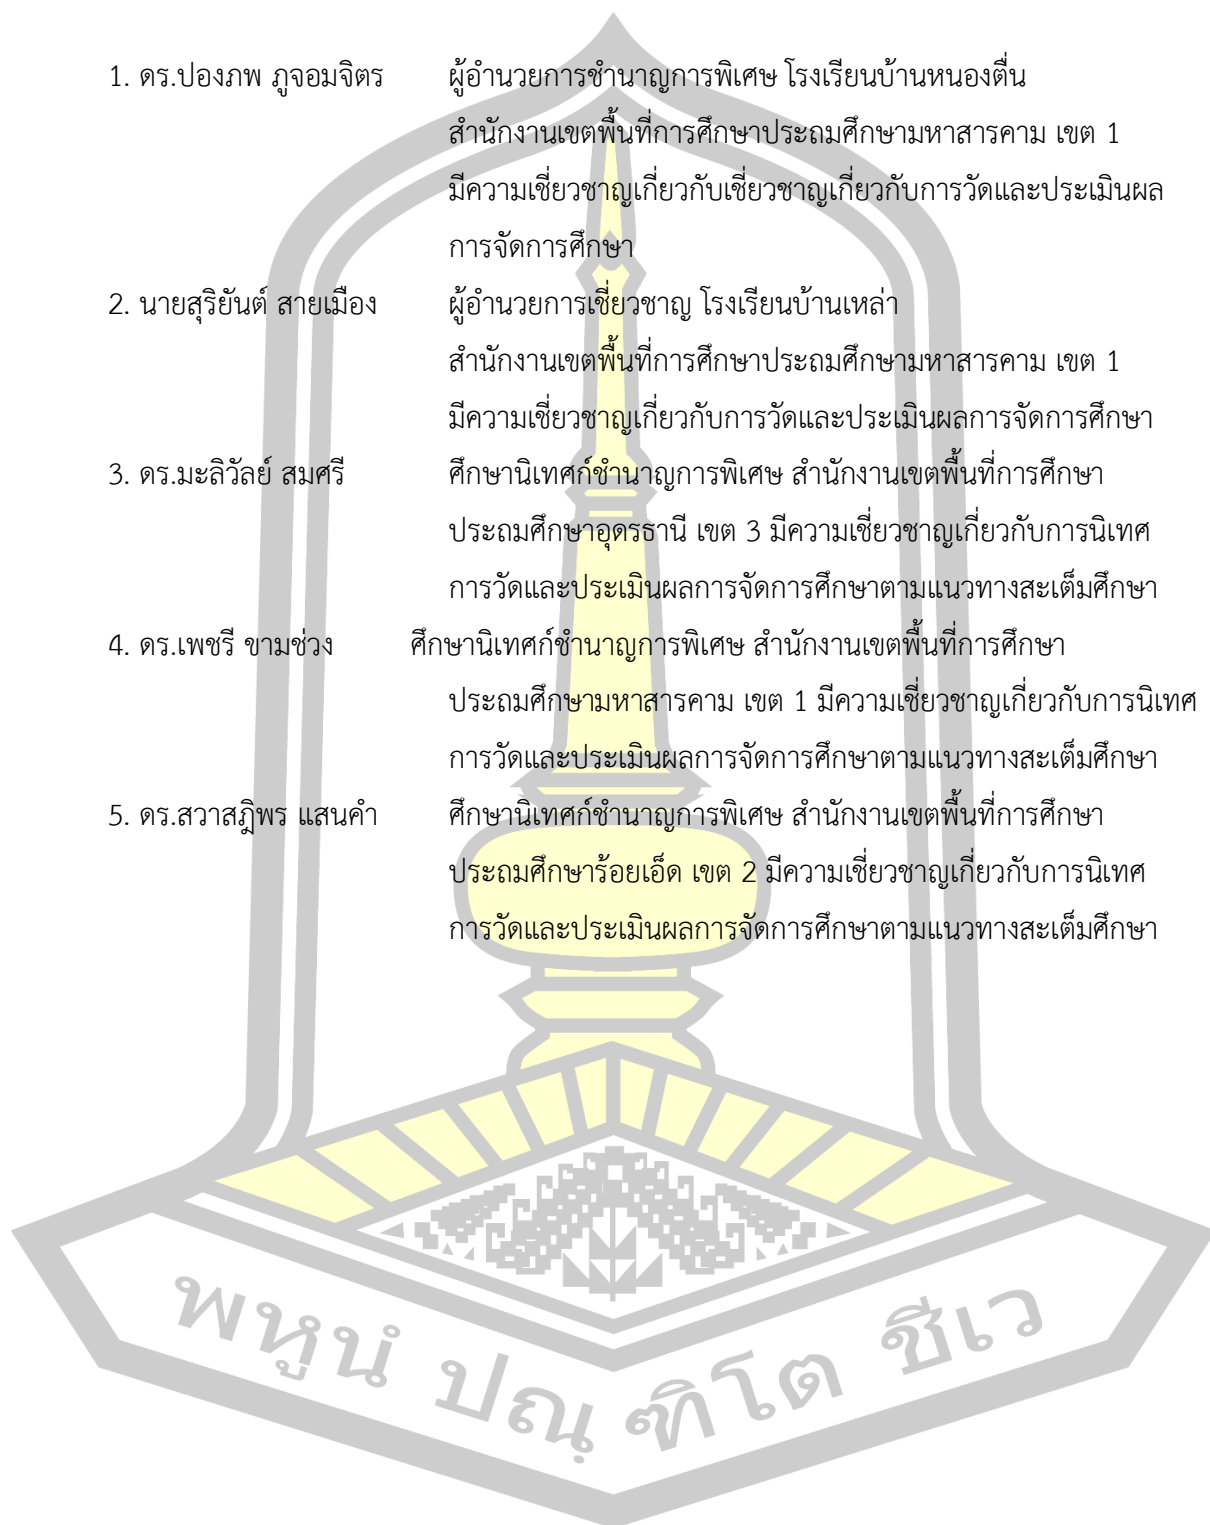 1. ดร.ปองภพ ภูจอมจิตร ผู้อำนวยการชำนาญการพิเศษ โรงเรียนบ้านหนองตื่น
สำนักงานเขตพื้นที่การศึกษาประถมศึกษามหาสารคาม เขต 1
มีความเชี่ยวชาญเกี่ยวกับเชี่ยวชาญเกี่ยวกับการวัดและประเมินผล
การจัดการศึกษา
2. นายสุริยันต์ สายเมือง ผู้อำนวยการเชี่ยวชาญ โรงเรียนบ้านเหล่า
สำนักงานเขตพื้นที่การศึกษาประถมศึกษามหาสารคาม เขต 1
มีความเชี่ยวชาญเกี่ยวกับการวัดและประเมินผลการจัดการศึกษา
3. ดร.มะลิวัลย์ สมศรี ศึกษานิเทศก์ชำนาญการพิเศษ สำนักงานเขตพื้นที่การศึกษา
ประถมศึกษาอุดรธานี เขต 3 มีความเชี่ยวชาญเกี่ยวกับการนิเทศ
การวัดและประเมินผลการจัดการศึกษาตามแนวทางสะเต็มศึกษา
4. ดร.เพชรี ขามช่วง ศึกษานิเทศก์ชำนาญการพิเศษ สำนักงานเขตพื้นที่การศึกษา
ประถมศึกษามหาสารคาม เขต 1 มีความเชี่ยวชาญเกี่ยวกับการนิเทศ
การวัดและประเมินผลการจัดการศึกษาตามแนวทางสะเต็มศึกษา
5. ดร.สวาสฎิพร แสนคำ ศึกษานิเทศก์ชำนาญการพิเศษ สำนักงานเขตพื้นที่การศึกษา
ประถมศึกษาร้อยเอ็ด เขต 2 มีความเชี่ยวชาญเกี่ยวกับการนิเทศ
การวัดและประเมินผลการจัดการศึกษาตามแนวทางสะเต็มศึกษา
พหูนํ ปณฺ ฑิโต ชีเว